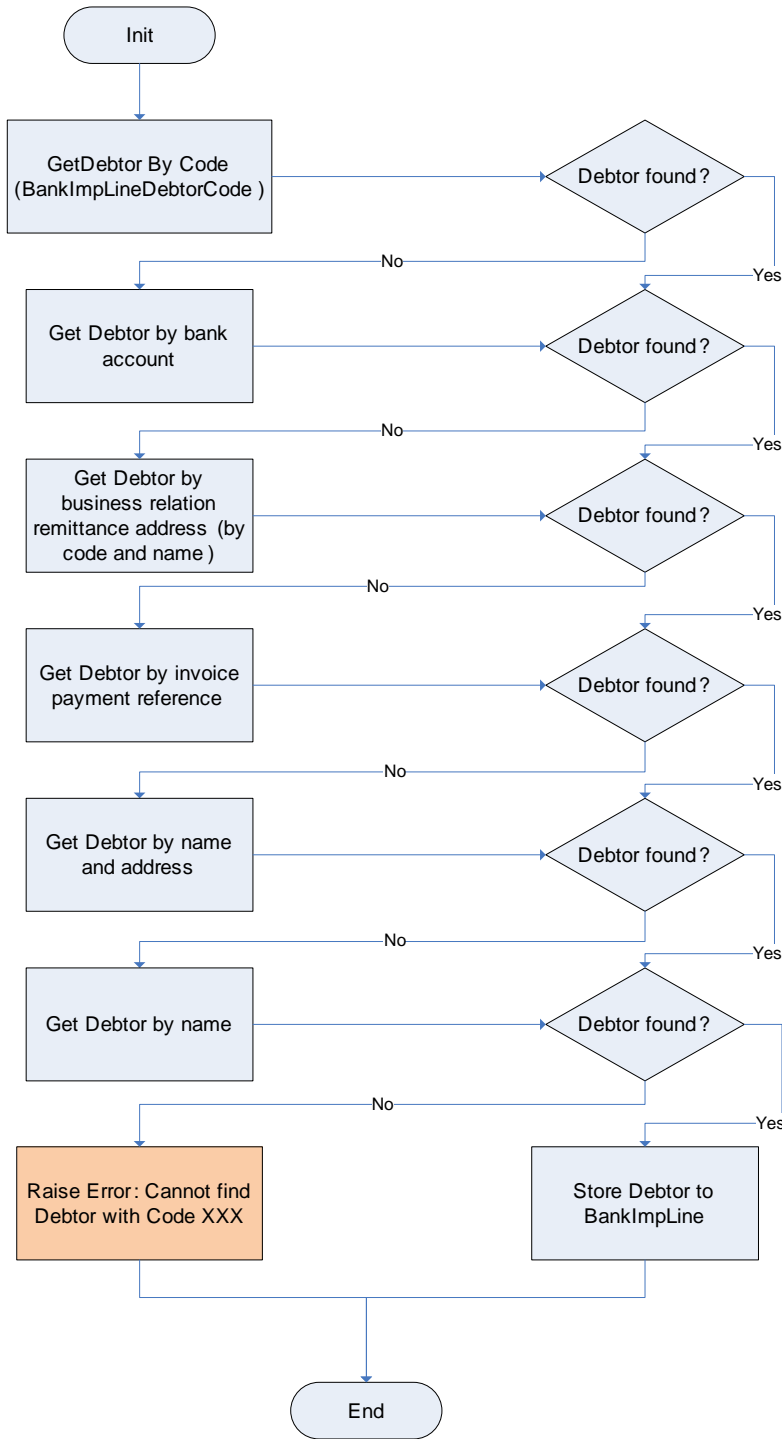 Init
GetDebtor By Code
(BankImpLineDebtorCode )
Debtor found?
No
Yes
Get Debtor by bank
account
Debtor found?
No
Yes
Get Debtor by
business relation
remittance address (by
code and name )
Debtor found?
No
Yes
Get Debtor by invoice
payment reference
Debtor found?
No
Yes
Get Debtor by name
and address
Debtor found?
No
Yes
Get Debtor by name
Debtor found?
No
Yes
Raise Error: Cannot find
Debtor with Code XXX
Store Debtor to
BankImpLine
End